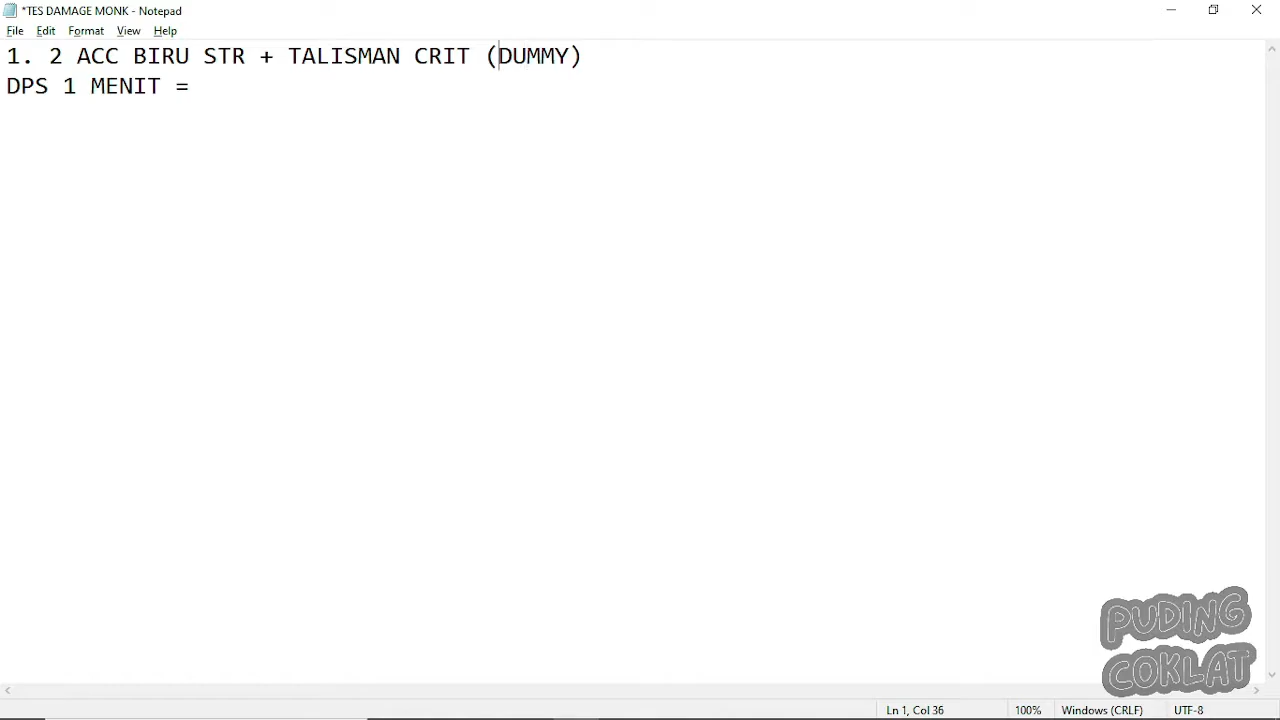 *TES DAMAGE MONK - Notepad
File Edit Format View Help
1. 2 ACC BIRU STR + TALISMAN CRIT (DUMMY)
DPS 1 MENIT =
PUDING
COKLAT
Ln 1, Col 36 100% Windows (CRLF) UTF-8